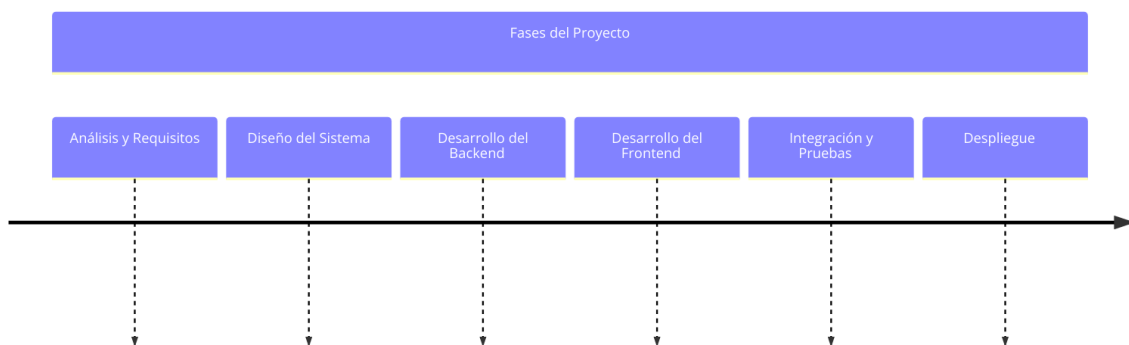 Fases del Proyecto
Análisis y Requisitos
Diseño del Sistema
Desarrollo del
Backend
Desarrollo del
Frontend
Integración y
Pruebas
Despliegue